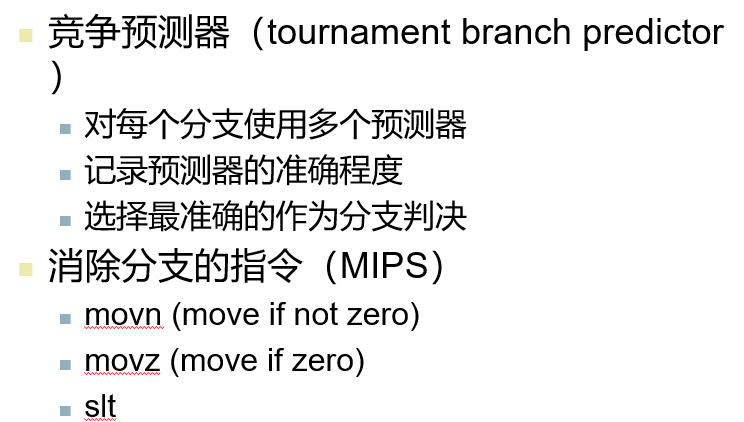 竞争预测器（tournament branch predictor
）
对每个分支使用多个预测器
记录预测器的准确程度
选择最准确的作为分支判决
消除分支的指令（MIPS）
movn (move if not zero)
movz (move if zero)
slt